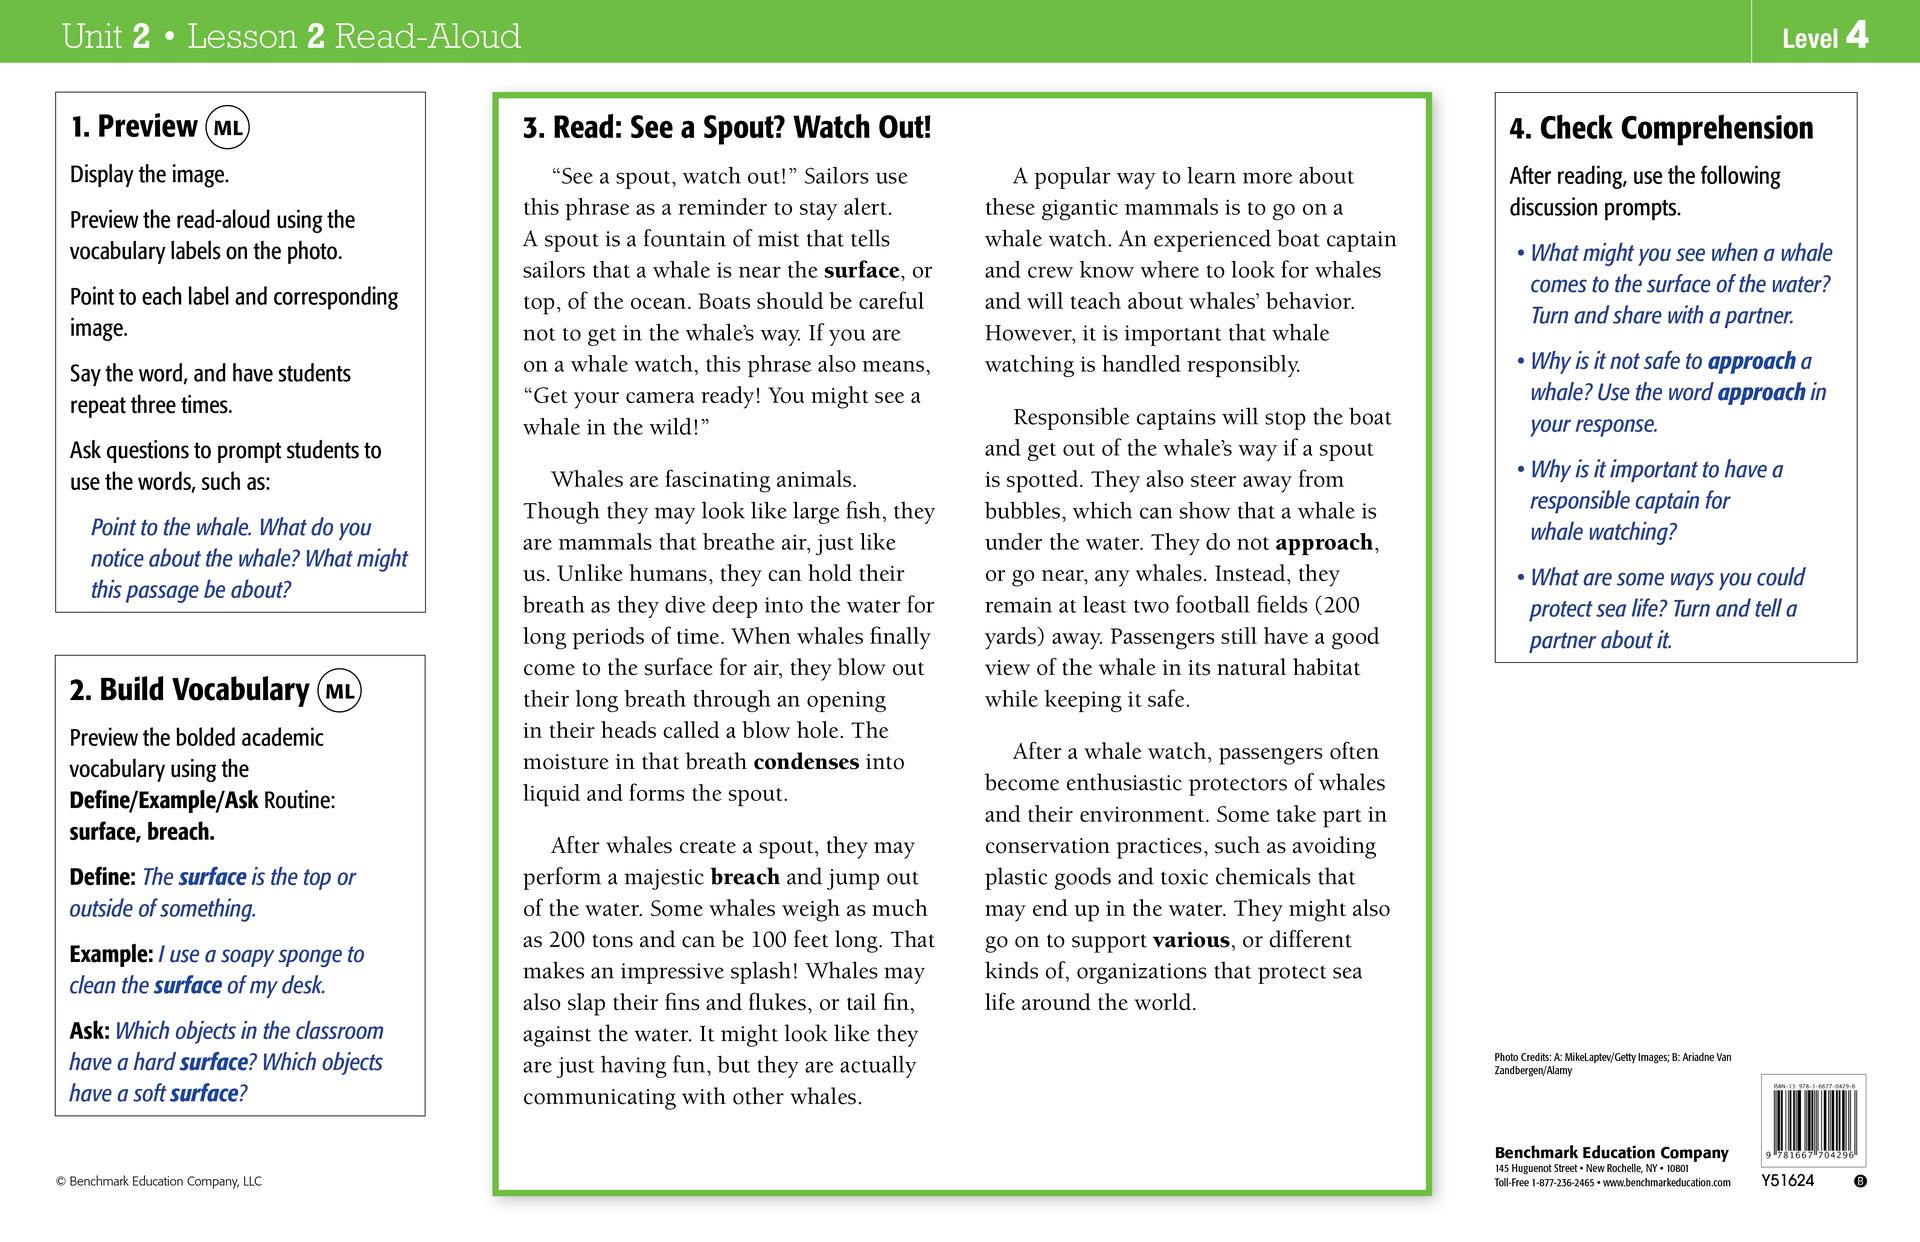 Unit 2 • Lesson 2 Read-Aloud
Level 4
1. Preview ML
Display the image.
Preview the read-aloud using the
vocabulary labels on the photo.
Point to each label and corresponding
image.
Say the word, and have students
repeat three times.
Ask questions to prompt students to
use the words, such as:
Point to the whale. What do you
notice about the whale? What might
this passage be about?
2. Build Vocabulary ML
Preview the bolded academic
vocabulary using the
Define/Example/Ask Routine:
surface, breach.
Define: The surface is the top or
outside of something.
Example: I use a soapy sponge to
clean the surface of my desk.
Ask: Which objects in the classroom
have a hard surface? Which objects
have a soft surface?
© Benchmark Education Company, LLC
3. Read: See a Spout? Watch Out!
“See a spout, watch out!” Sailors use
this phrase as a reminder to stay alert.
A spout is a fountain of mist that tells
sailors that a whale is near the surface, or
top, of the ocean. Boats should be careful
not to get in the whale’s way. If you are
on a whale watch, this phrase also means,
“Get your camera ready! You might see a
whale in the wild!”
Whales are fascinating animals.
Though they may look like large fish, they
are mammals that breathe air, just like
us. Unlike humans, they can hold their
breath as they dive deep into the water for
long periods of time. When whales finally
come to the surface for air, they blow out
their long breath through an opening
in their heads called a blow hole. The
moisture in that breath condenses into
liquid and forms the spout.
After whales create a spout, they may
perform a majestic breach and jump out
of the water. Some whales weigh as much
as 200 tons and can be 100 feet long. That
makes an impressive splash! Whales may
also slap their fins and flukes, or tail fin,
against the water. It might look like they
are just having fun, but they are actually
communicating with other whales.
A popular way to learn more about
these gigantic mammals is to go on a
whale watch. An experienced boat captain
and crew know where to look for whales
and will teach about whales’ behavior.
However, it is important that whale
watching is handled responsibly.
Responsible captains will stop the boat
and get out of the whale’s way if a spout
is spotted. They also steer away from
bubbles, which can show that a whale is
under the water. They do not approach,
or go near, any whales. Instead, they
remain at least two football fields (200
yards) away. Passengers still have a good
view of the whale in its natural habitat
while keeping it safe.
After a whale watch, passengers often
become enthusiastic protectors of whales
and their environment. Some take part in
conservation practices, such as avoiding
plastic goods and toxic chemicals that
may end up in the water. They might also
go on to support various, or different
kinds of, organizations that protect sea
life around the world.
4. Check Comprehension
After reading, use the following
discussion prompts.
• What might you see when a whale
comes to the surface of the water?
Turn and share with a partner.
• Why is it not safe to approach a
whale? Use the word approach in
your response.
• Why is it important to have a
responsible captain for
whale watching?
• What are some ways you could
protect sea life? Turn and tell a
partner about it.
Photo Credits: A: MikeLaptev/Getty Images; B: Ariadne Van
Zandbergen/Alamy
Benchmark Education Company
145 Huguenot Street • New Rochelle, NY • 10801
Toll-Free 1-877-236-2465 • www.benchmarkeducation.com
ISBN-13 978-1-6677-0429-6
9 781667 704296
Y51624
B